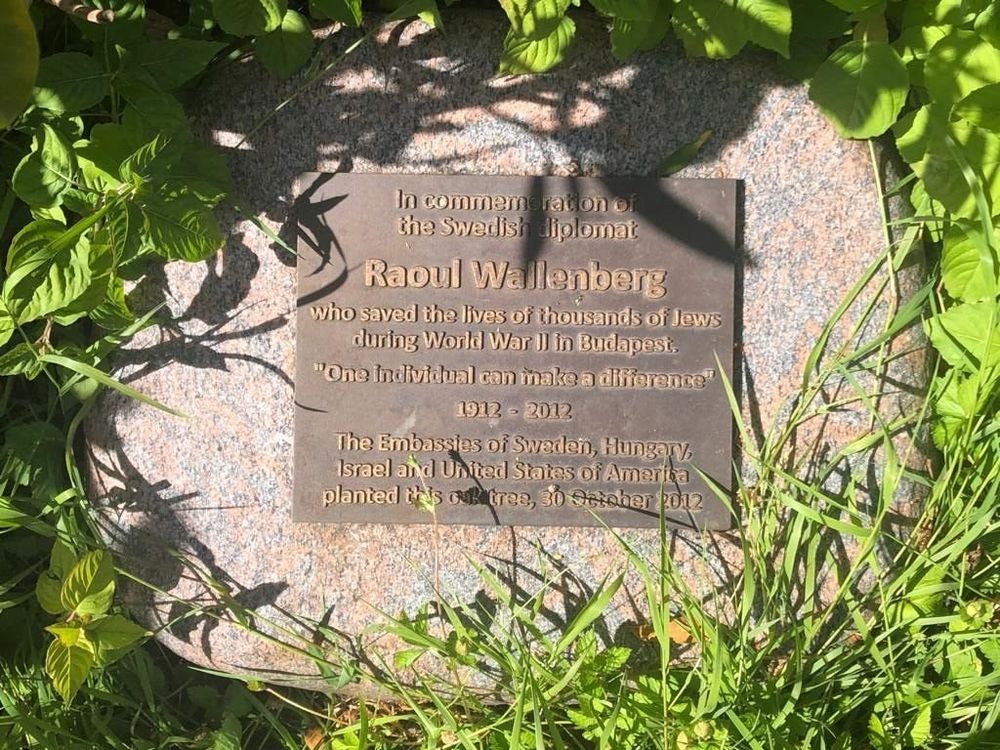 In commemoration of
the Swedish diplomat
Raoul Wallenberg
who saved the lives of thousands of Jews
during World War II in Budapest.
"One individual can make a difference"
1912 - 2012
The Embassies of Sweden, Hungary,
Israel and United States of America
planted this oak tree, 30 October 2012